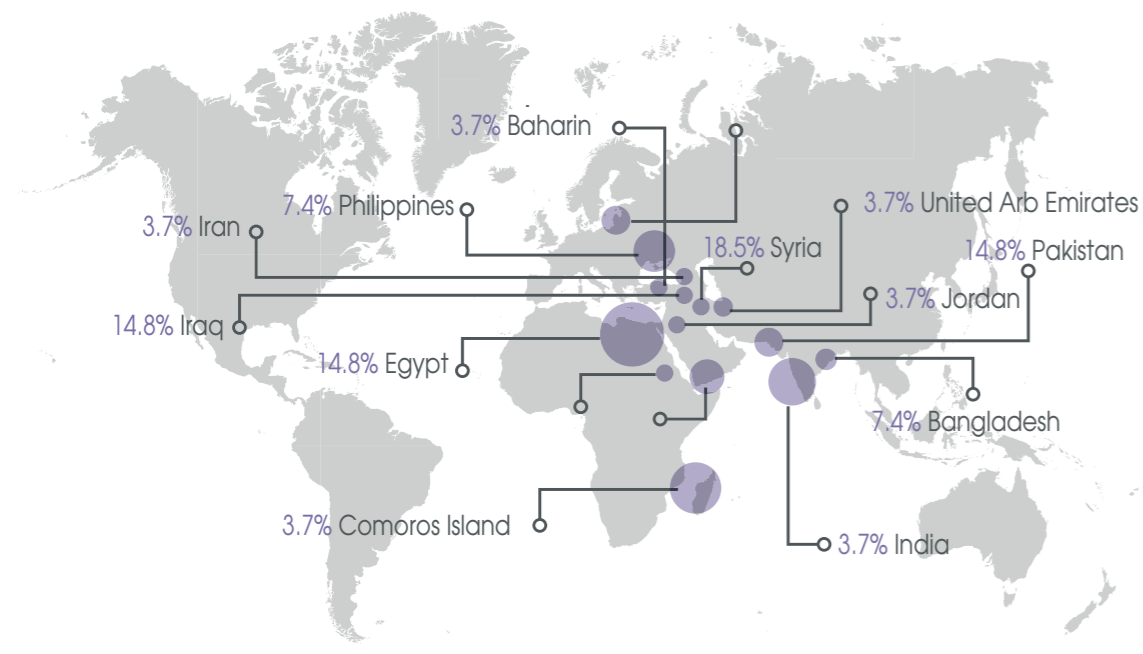 3.7% Baharin
7.4% Philippines
3.7% United Arb Emirates
3.7% Iran
18.5% Syria
14.8% Pakistan
3.7% Jordan
14.8% Iraq
14.8% Egypt
7.4% Bangladesh
3.7% Comoros Island
3.7% India